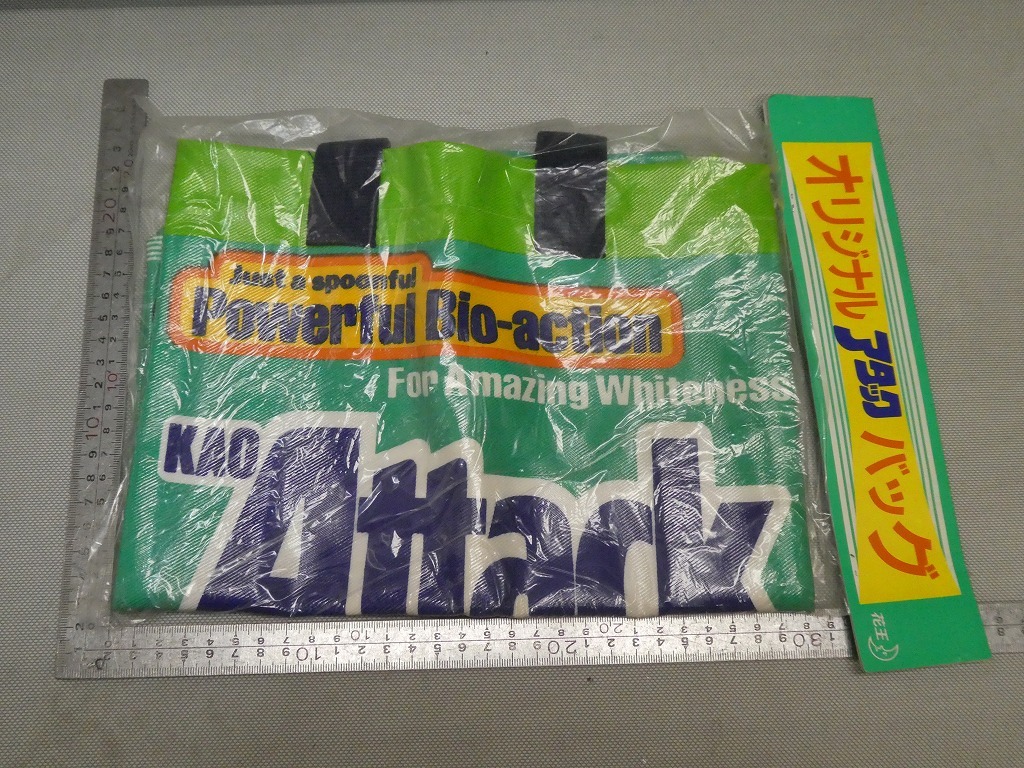 Just a spoonful
Powerful Bio-action
For Amazing Whiteness
KAO
Attack
オリジナル アタック バッグ
花王